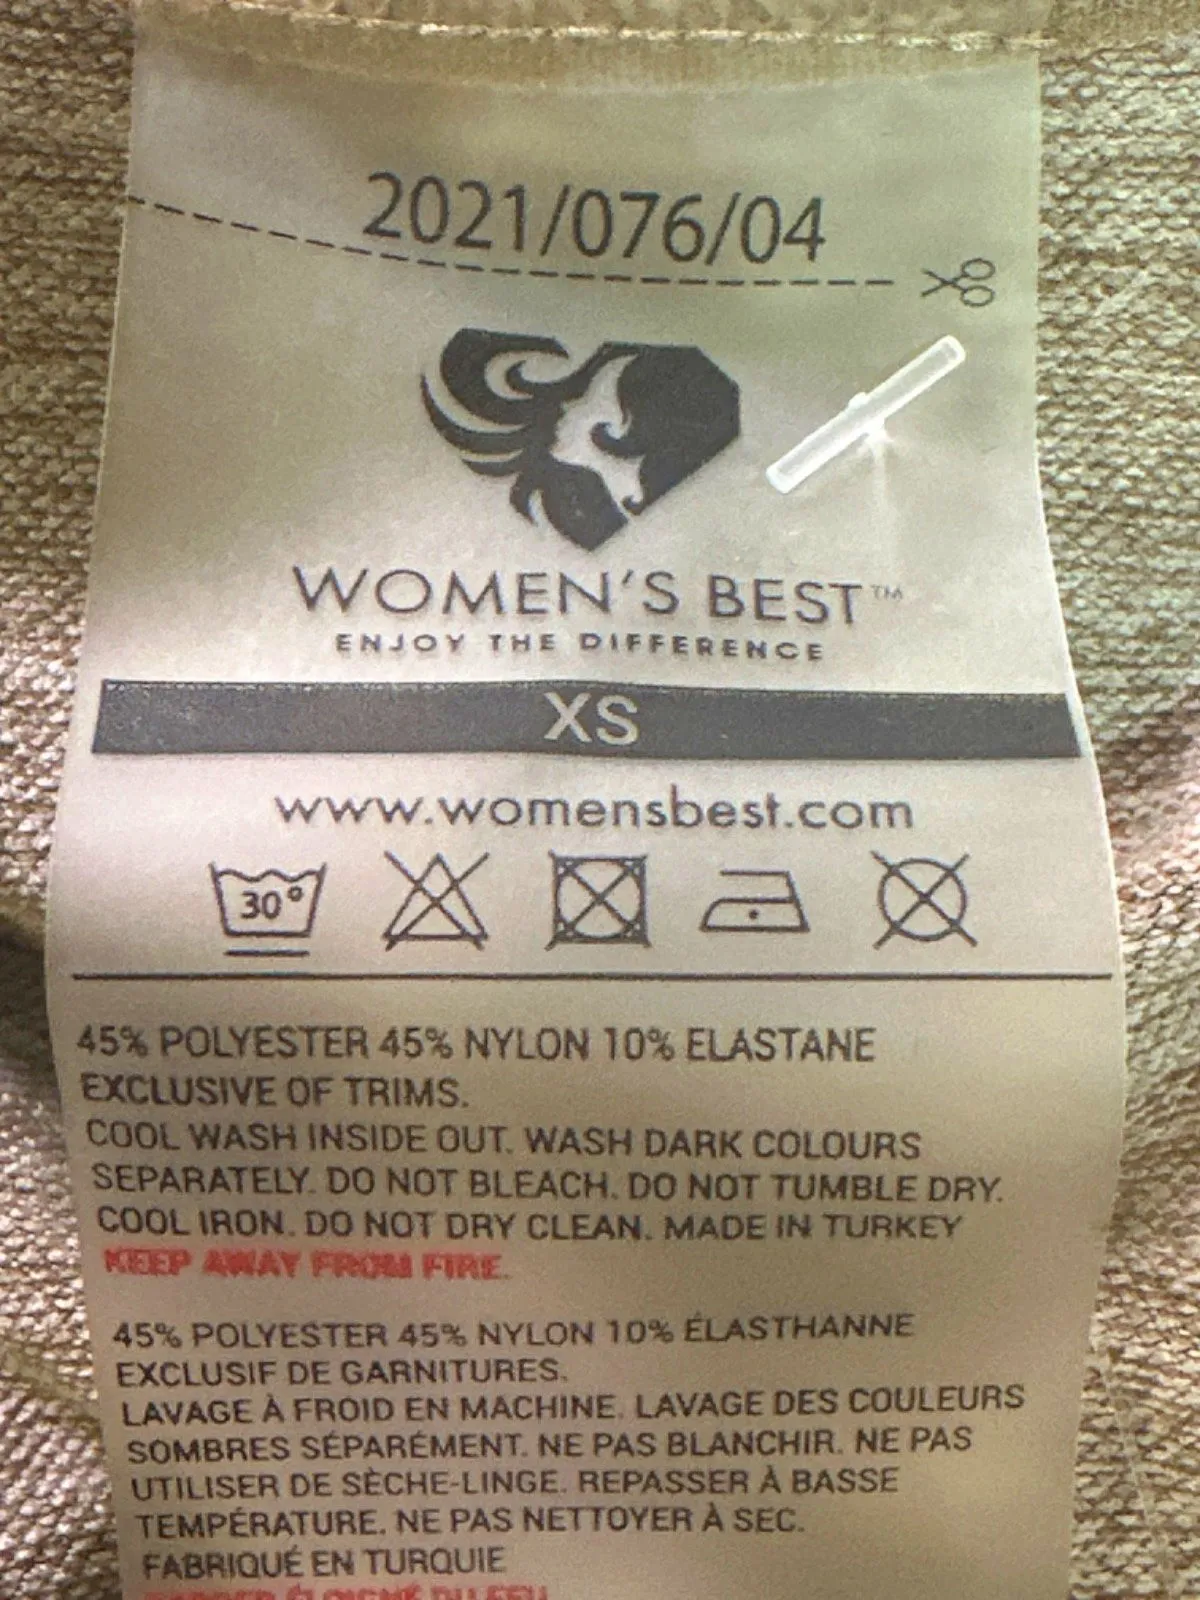 2021/076/04
WOMEN'S BEST™
ENJOY THE DIFFERENCE
XS
www.womensbest.com
30°
45% POLYESTER 45% NYLON 10% ELASTANE
EXCLUSIVE OF TRIMS.
COOL WASH INSIDE OUT. WASH DARK COLOURS
SEPARATELY. DO NOT BLEACH. DO NOT TUMBLE DRY.
COOL IRON. DO NOT DRY CLEAN. MADE IN TURKEY
KEEP AWAY FROM FIRE.
45% POLYESTER 45% NYLON 10% ÉLASTHANNE
EXCLUSIF DE GARNITURES.
LAVAGE À FROID EN MACHINE. LAVAGE DES COULEURS
SOMBRES SÉPARÉMENT. NE PAS BLANCHIR. NE PAS
UTILISER DE SÈCHE-LINGE. REPASSER À BASSE
TEMPÉRATURE. NE PAS NETTOYER À SEC.
FABRIQUÉ EN TURQUIE
ÉLOIGNÉ DU FEU